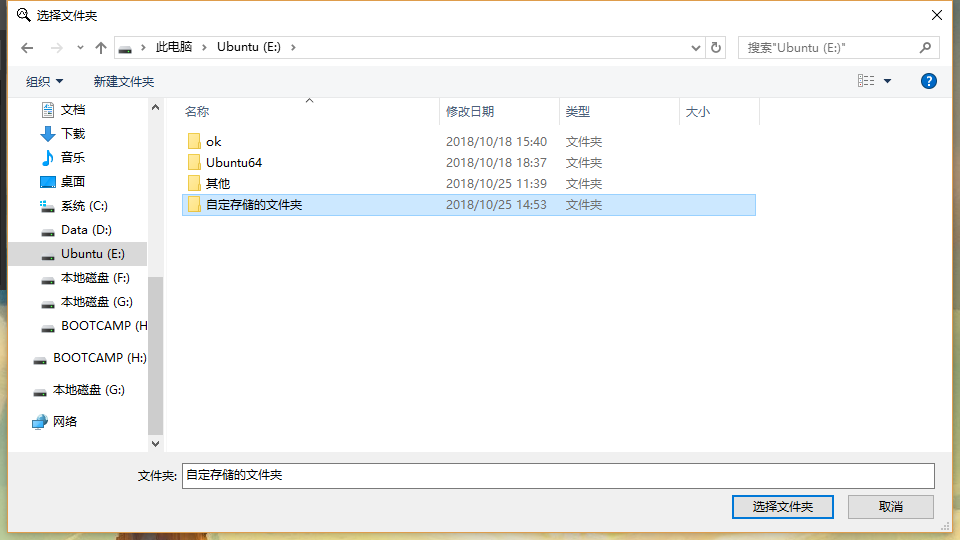 选择文件夹
此电脑 Ubuntu (E:)
搜索"Ubuntu (E:)"
组织 新建文件夹
名称 修改日期 类型 大小
文档
下载
音乐
桌面
系统 (C:)
Data (D:)
Ubuntu (E:)
本地磁盘 (F:)
本地磁盘 (G:)
BOOTCAMP (H
BOOTCAMP (H:)
本地磁盘 (G:)
网络
ok 2018/10/18 15:40 文件夹
Ubuntu64 2018/10/18 18:37 文件夹
其他 2018/10/25 11:39 文件夹
自定存储的文件夹 2018/10/25 14:53 文件夹
文件夹: 自定存储的文件夹
选择文件夹 取消